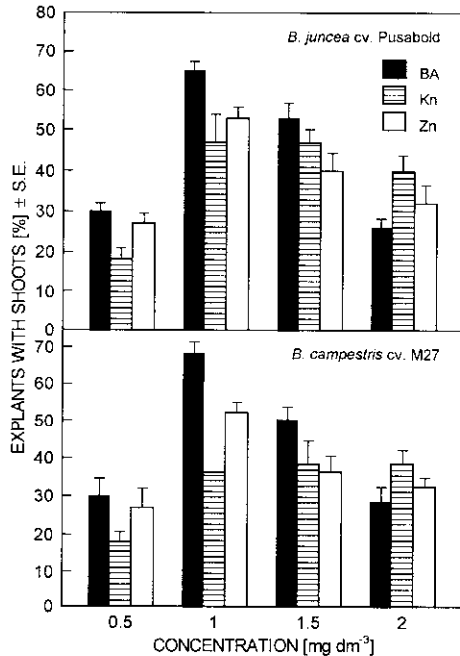 EXPLANTS WITH SHOOTS [%] ± S.E.
80
70
60
50
40
30
20
10
0
B. juncea cv. Pusabold
BA
Kn
Zn
70
60
50
40
30
20
10
0
B. campestris cv. M27
0.5 1 1.5 2
CONCENTRATION [mg dm⁻³]